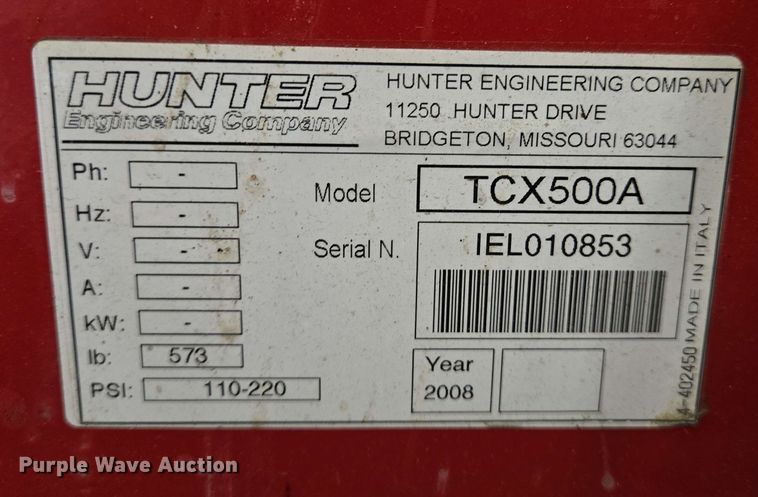 HUNTER
Engineering Company
HUNTER ENGINEERING COMPANY
11250 HUNTER DRIVE
BRIDGETON, MISSOURI 63044
Ph: -
Hz: -
V: -
A: -
kW: -
lb: 573
PSI: 110-220
Model TCX500A
Serial N. IEL010853
Year
2008
4-402450 MADE IN ITALY
Purple Wave Auction